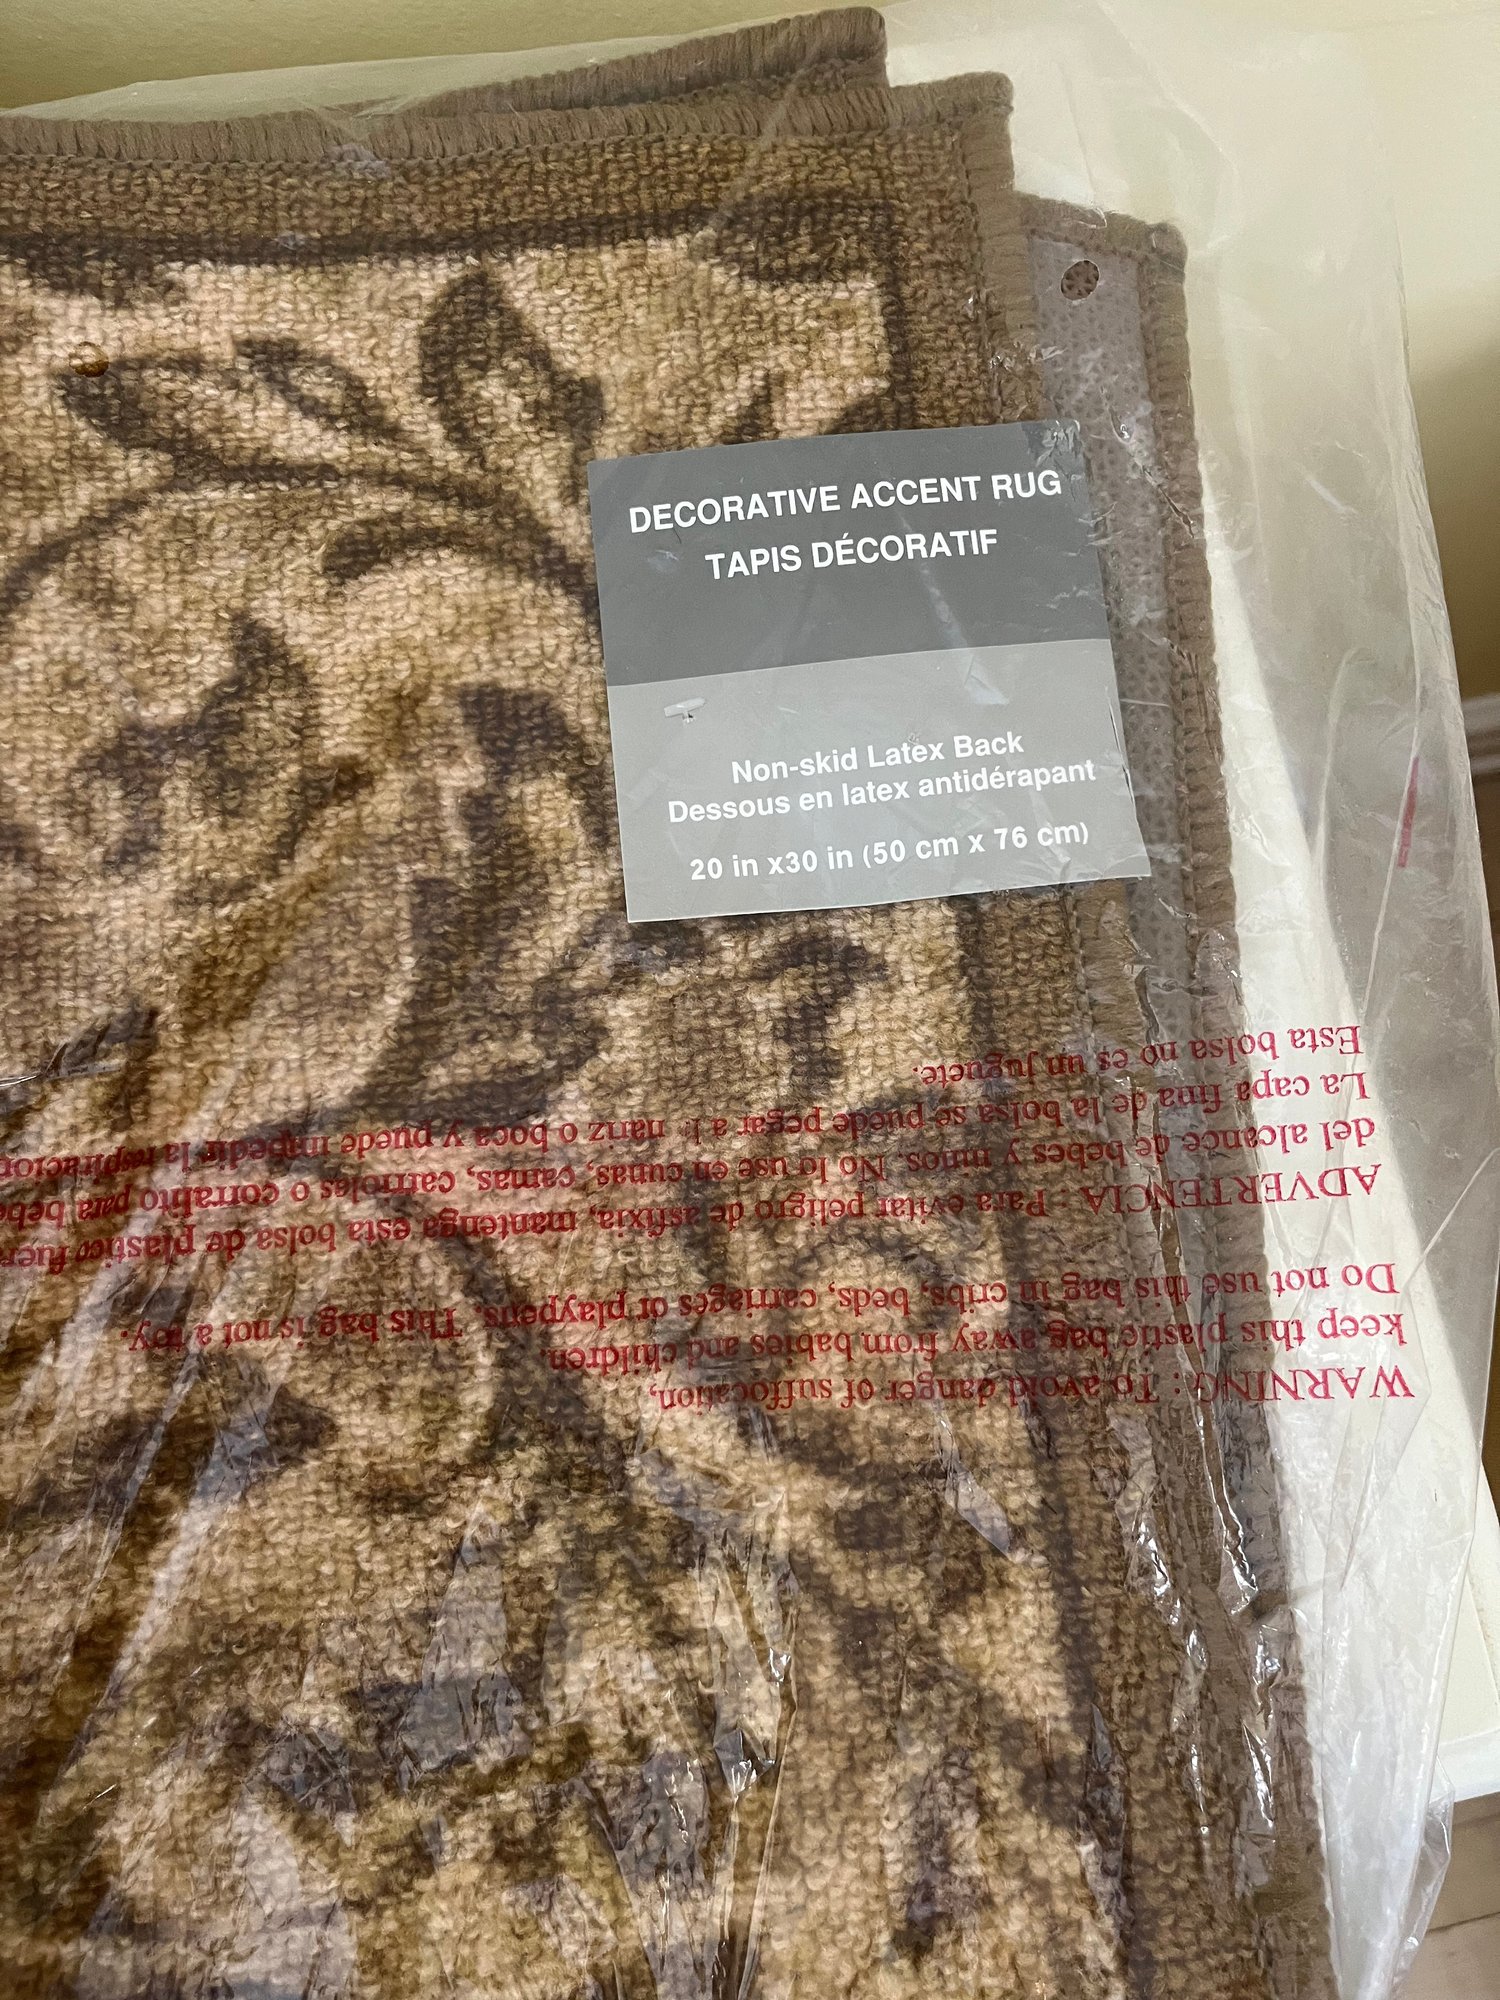 DECORATIVE ACCENT RUG
TAPIS DÉCORATIF
Non-skid Latex Back
Dessous en latex antidérapant
20 in x30 in (50 cm x 76 cm)
WARNING : To avoid danger of suffocation,
keep this plastic bag away from babies and children.
Do not use this bag in cribs, beds, carriages or playpens. This bag is not a toy.
ADVERTENCIA : Para evitar peligro de asfixia, mantenga esta bolsa de plastico fuera
del alcance de bebes y niños. No lo use en cunas, camas, carriolas o corralito para
La capa fina de la bolsa se puede pegar a la nariz o boca y puede impedir la
Esta bolsa no es un juguete.